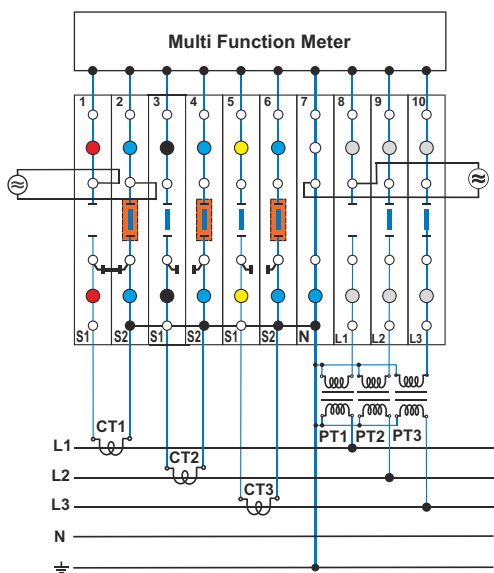 Multi Function Meter
1 2 3 4 5 6 7 8 9 10
S1 S2 S1 S2 S1 S2 N L1 L2 L3
CT1
CT2
CT3
PT1 PT2 PT3
L1
L2
L3
N